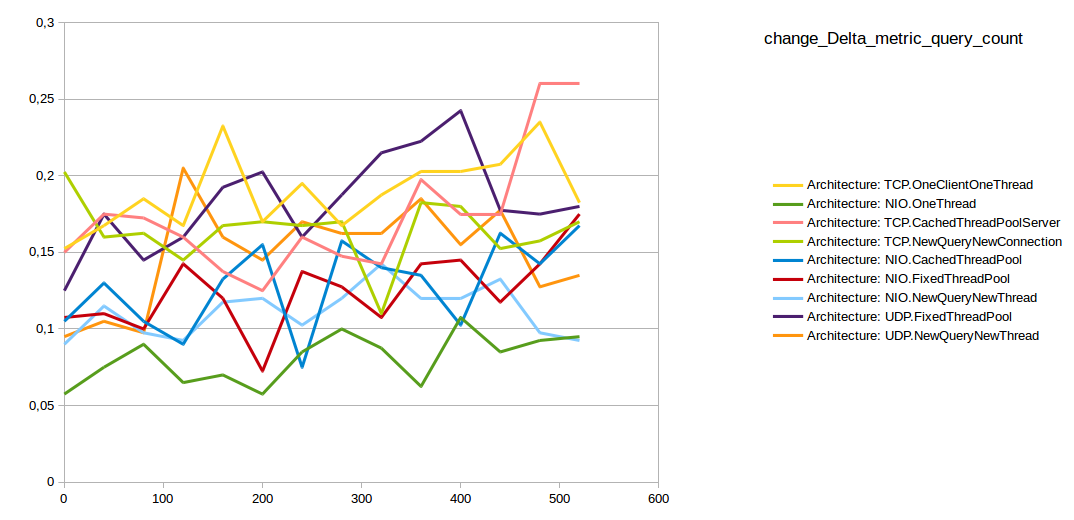 change_Delta_metric_query_count
0,3
0,25
0,2
0,15
0,1
0,05
0
0 100 200 300 400 500 600
Architecture: TCP.OneClientOneThread
Architecture: NIO.OneThread
Architecture: TCP.CachedThreadPoolServer
Architecture: TCP.NewQueryNewConnection
Architecture: NIO.CachedThreadPool
Architecture: NIO.FixedThreadPool
Architecture: NIO.NewQueryNewThread
Architecture: UDP.FixedThreadPool
Architecture: UDP.NewQueryNewThread